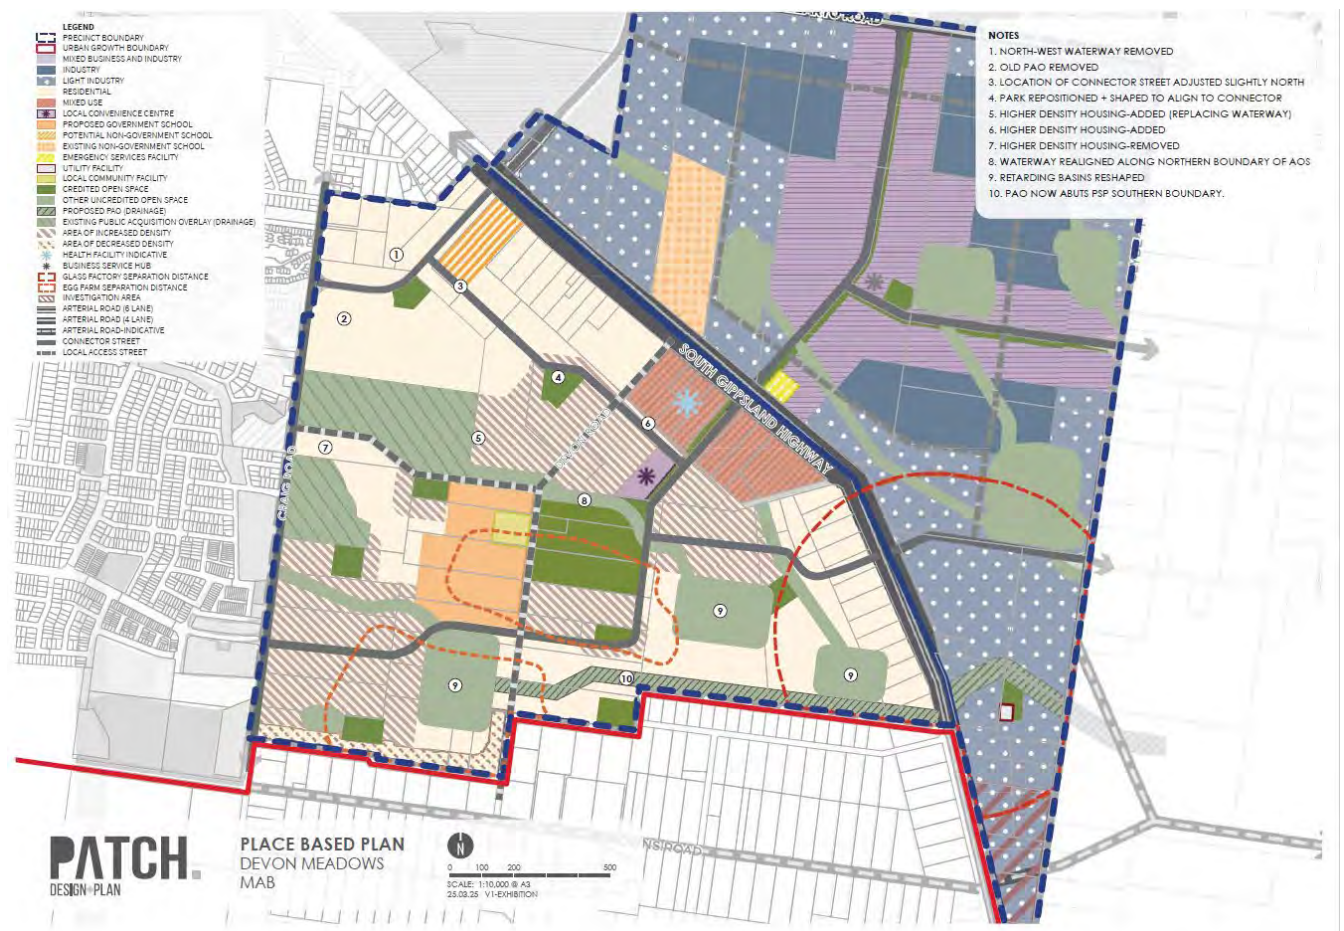 LEGEND
PRECINCT BOUNDARY
URBAN GROWTH BOUNDARY
MIXED BUSINESS AND INDUSTRY
INDUSTRY
LIGHT INDUSTRY
RESIDENTIAL
MIXED USE
LOCAL CONVENIENCE CENTRE
PROPOSED GOVERNMENT SCHOOL
POTENTIAL NON-GOVERNMENT SCHOOL
EXISTING NON-GOVERNMENT SCHOOL
EMERGENCY SERVICES FACILITY
UTILITY FACILITY
LOCAL COMMUNITY FACILITY
CREDITED OPEN SPACE
OTHER UNCREDITED OPEN SPACE
PROPOSED PAO (DRAINAGE)
EXISTING PUBLIC ACQUISITION OVERLAY (DRAINAGE)
AREA OF INCREASED DENSITY
AREA OF DECREASED DENSITY
HEALTH FACILITY INDICATIVE
BUSINESS SERVICE HUB
GLASS FACTORY SEPARATION DISTANCE
EGG FARM SEPARATION DISTANCE
INVESTIGATION AREA
ARTERIAL ROAD (6 LANE)
ARTERIAL ROAD (4 LANE)
ARTERIAL ROAD-INDICATIVE
CONNECTOR STREET
LOCAL ACCESS STREET
NOTES
1. NORTH-WEST WATERWAY REMOVED
2. OLD PAO REMOVED
3. LOCATION OF CONNECTOR STREET ADJUSTED SLIGHTLY NORTH
4. PARK REPOSITIONED + SHAPED TO ALIGN TO CONNECTOR
5. HIGHER DENSITY HOUSING-ADDED (REPLACING WATERWAY)
6. HIGHER DENSITY HOUSING-ADDED
7. HIGHER DENSITY HOUSING-REMOVED
8. WATERWAY REALIGNED ALONG NORTHERN BOUNDARY OF AOS
9. RETARDING BASINS RESHAPED
10. PAO NOW ABUTS PSP SOUTHERN BOUNDARY.
ROAD
1
3
2
SOUTH GIPPSLAND HIGHWAY
4
6
5
7
CRAIG ROAD
8
9
9
10
9
ROAD
PATCH.
DESIGN+PLAN
PLACE BASED PLAN
DEVON MEADOWS
MAB
N
0 100 200 500
SCALE: 1:10,000 @ A3
25.03.25 V1-EXHIBITION